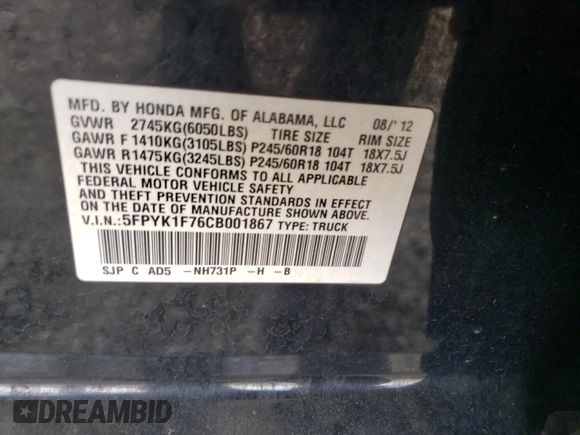 MFD. BY HONDA MFG. OF ALABAMA, LLC 08/'12
GVWR 2745KG(6050LBS) TIRE SIZE RIM SIZE
GAWR F 1410KG(3105LBS) P245/60R18 104T 18X7.5J
GAWR R 1475KG(3245LBS) P245/60R18 104T 18X7.5J
THIS VEHICLE CONFORMS TO ALL APPLICABLE
FEDERAL MOTOR VEHICLE SAFETY
AND THEFT PREVENTION STANDARDS IN EFFECT
ON THE DATE OF MANUFACTURE SHOWN ABOVE.
V.I.N.:5FPYK1F76CB001867 TYPE: TRUCK
SJP C AD5 -NH731P -H -B
DREAMBID